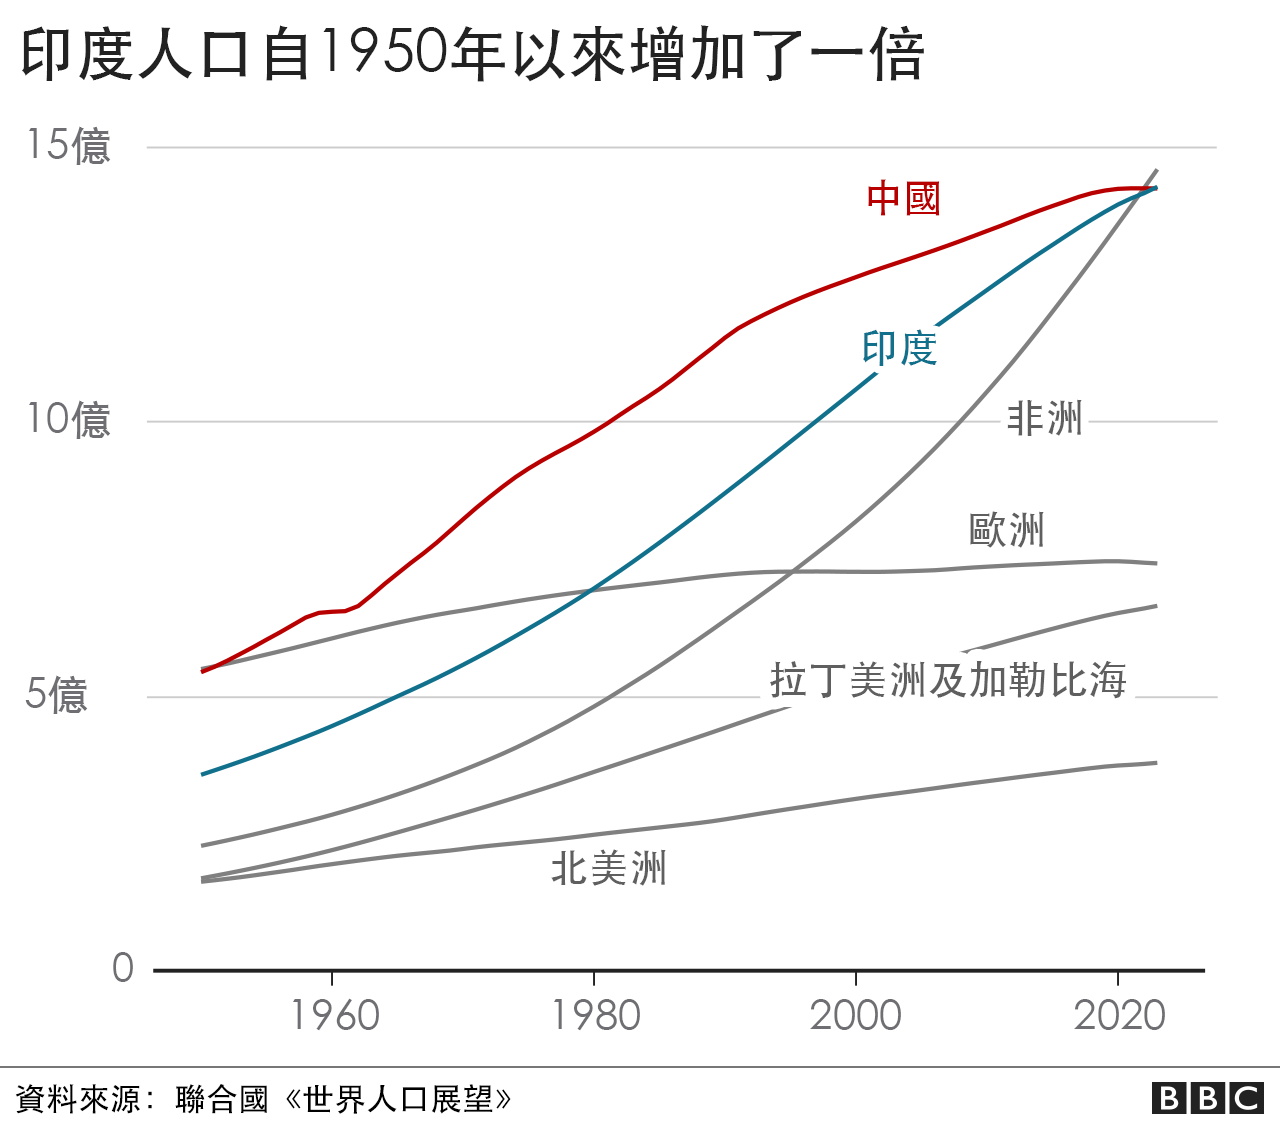 印度人口自1950年以來增加了一倍
15億
中國
印度
10億
非洲
歐洲
5億
拉丁美洲及加勒比海
北美洲
0
1960
1980
2000
2020
資料來源：聯合國《世界人口展望》
BBC